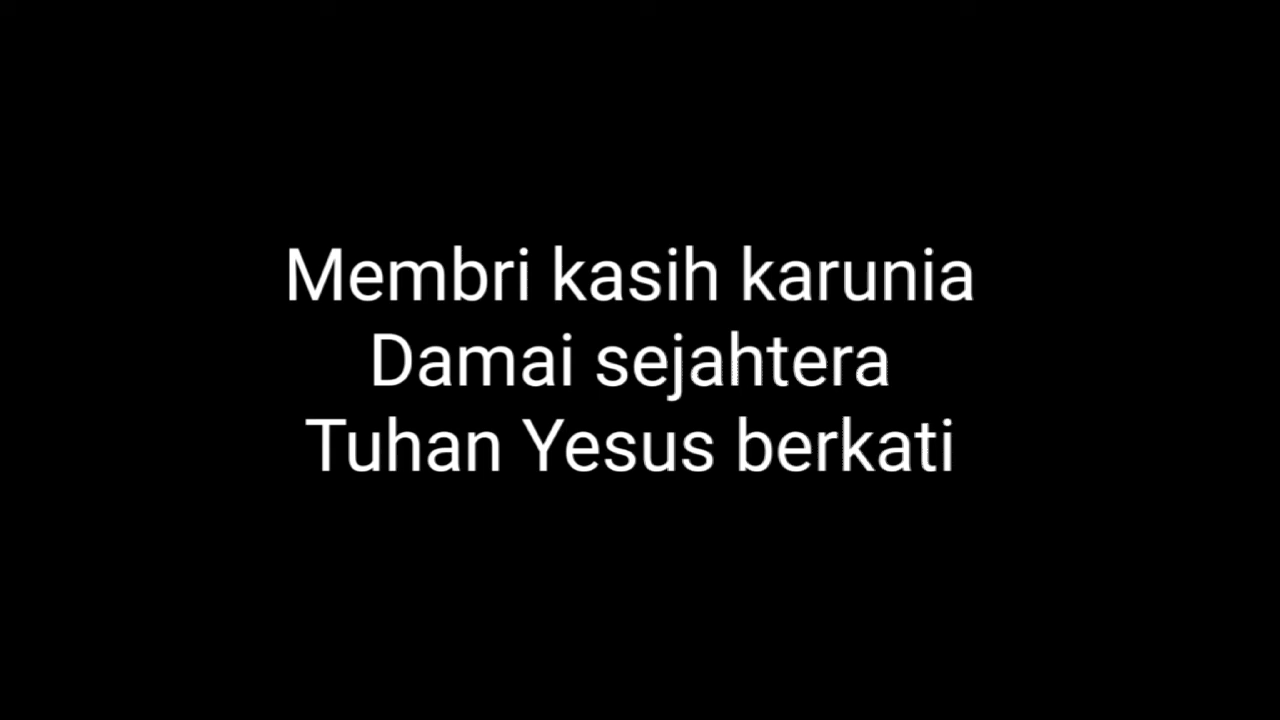 Membri kasih karunia
Damai sejahtera
Tuhan Yesus berkati